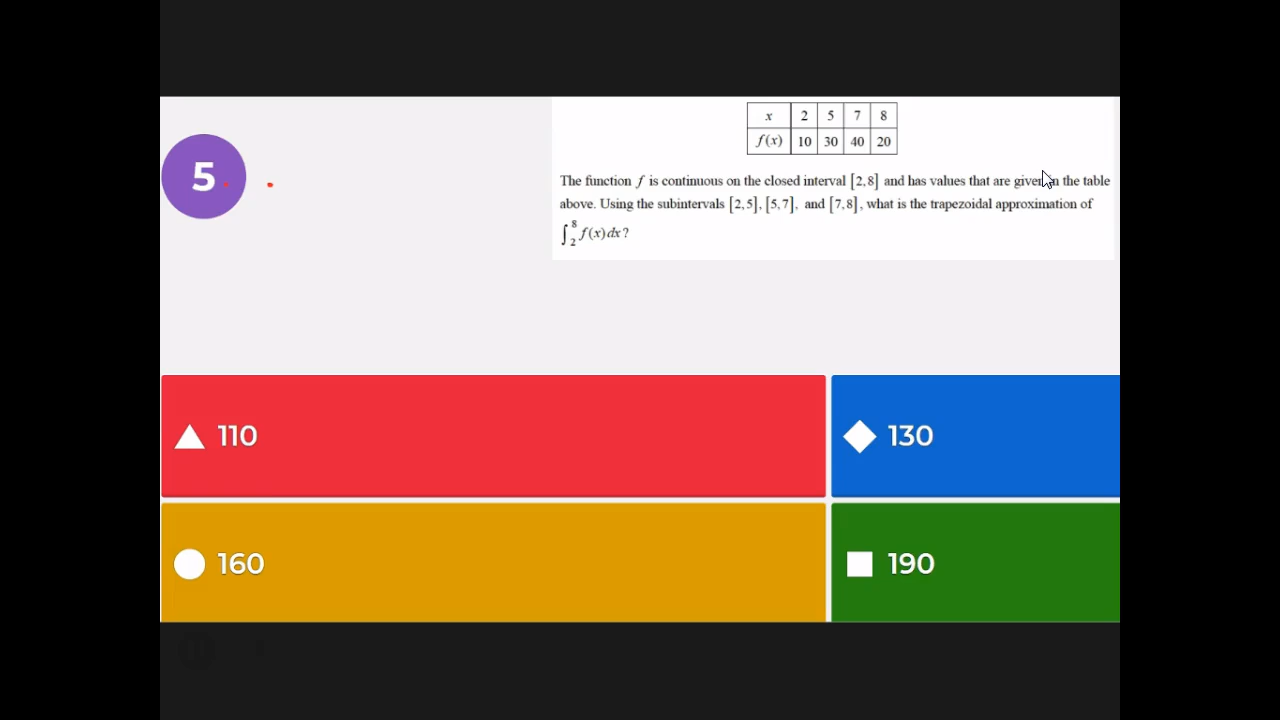 5
x 2 5 7 8
f(x) 10 30 40 20
The function f is continuous on the closed interval [2,8] and has values that are given in the table
above. Using the subintervals [2,5], [5,7], and [7,8], what is the trapezoidal approximation of
∫₂⁸ f(x)dx?
110
130
160
190